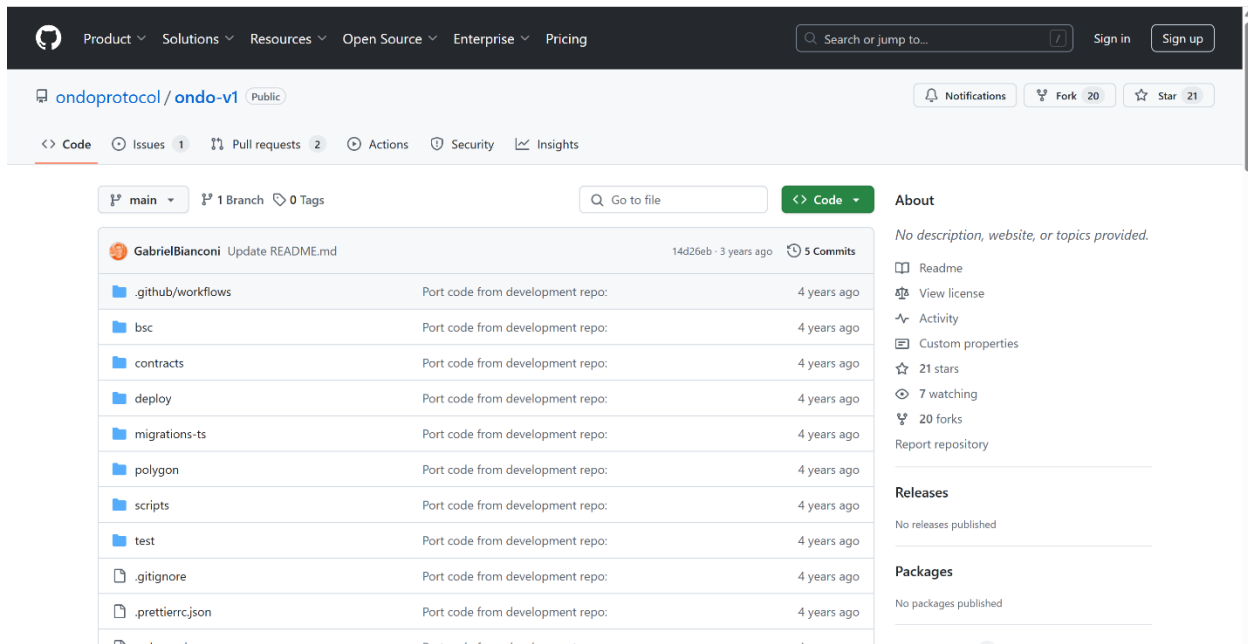 Product Solutions Resources Open Source Enterprise Pricing Search or jump to... / Sign in Sign up
ondoprotocol / ondo-v1 Public Notifications Fork 20 Star 21
Code Issues 1 Pull requests 2 Actions Security Insights
main 1 Branch 0 Tags Go to file Code
GabrielBianconi Update README.md 14d26eb · 3 years ago 5 Commits
.github/workflows Port code from development repo: 4 years ago
bsc Port code from development repo: 4 years ago
contracts Port code from development repo: 4 years ago
deploy Port code from development repo: 4 years ago
migrations-ts Port code from development repo: 4 years ago
polygon Port code from development repo: 4 years ago
scripts Port code from development repo: 4 years ago
test Port code from development repo: 4 years ago
.gitignore Port code from development repo: 4 years ago
.prettierrc.json Port code from development repo: 4 years ago
About
No description, website, or topics provided.
Readme
View license
Activity
Custom properties
21 stars
7 watching
20 forks
Report repository
Releases
No releases published
Packages
No packages published